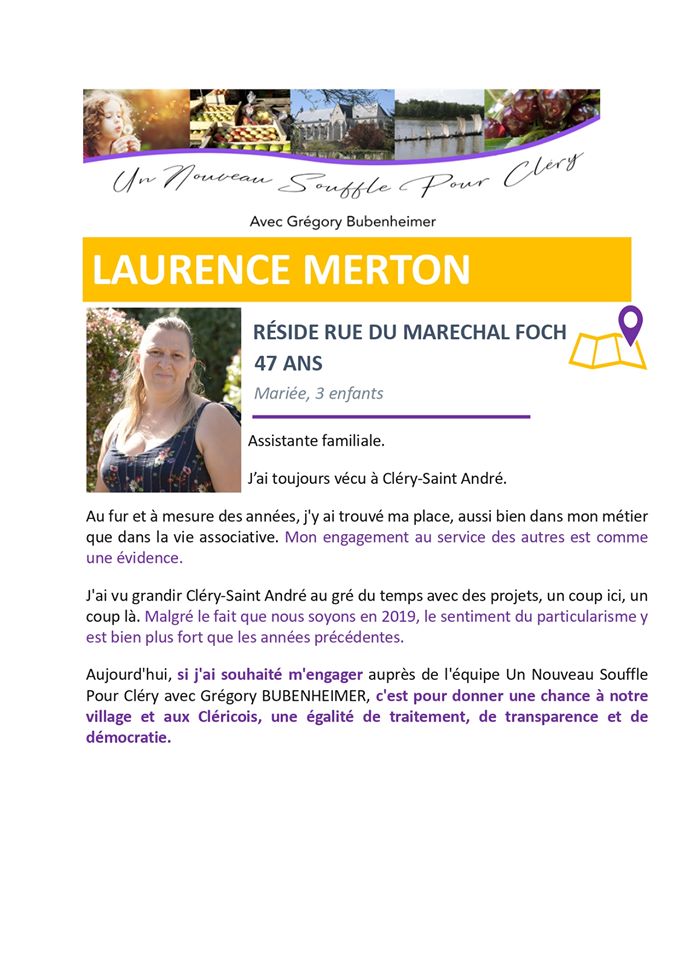 Un Nouveau Souffle Pour Cléry
Avec Grégory Bubenheimer
LAURENCE MERTON
RÉSIDE RUE DU MARECHAL FOCH
47 ANS
Mariée, 3 enfants
Assistante familiale.
J’ai toujours vécu à Cléry-Saint André.
Au fur et à mesure des années, j'y ai trouvé ma place, aussi bien dans mon métier
que dans la vie associative. Mon engagement au service des autres est comme
une évidence.
J'ai vu grandir Cléry-Saint André au gré du temps avec des projets, un coup ici, un
coup là. Malgré le fait que nous soyons en 2019, le sentiment du particularisme y
est bien plus fort que les années précédentes.
Aujourd'hui, si j'ai souhaité m'engager auprès de l'équipe Un Nouveau Souffle
Pour Cléry avec Grégory BUBENHEIMER, c'est pour donner une chance à notre
village et aux Cléricois, une égalité de traitement, de transparence et de
démocratie.